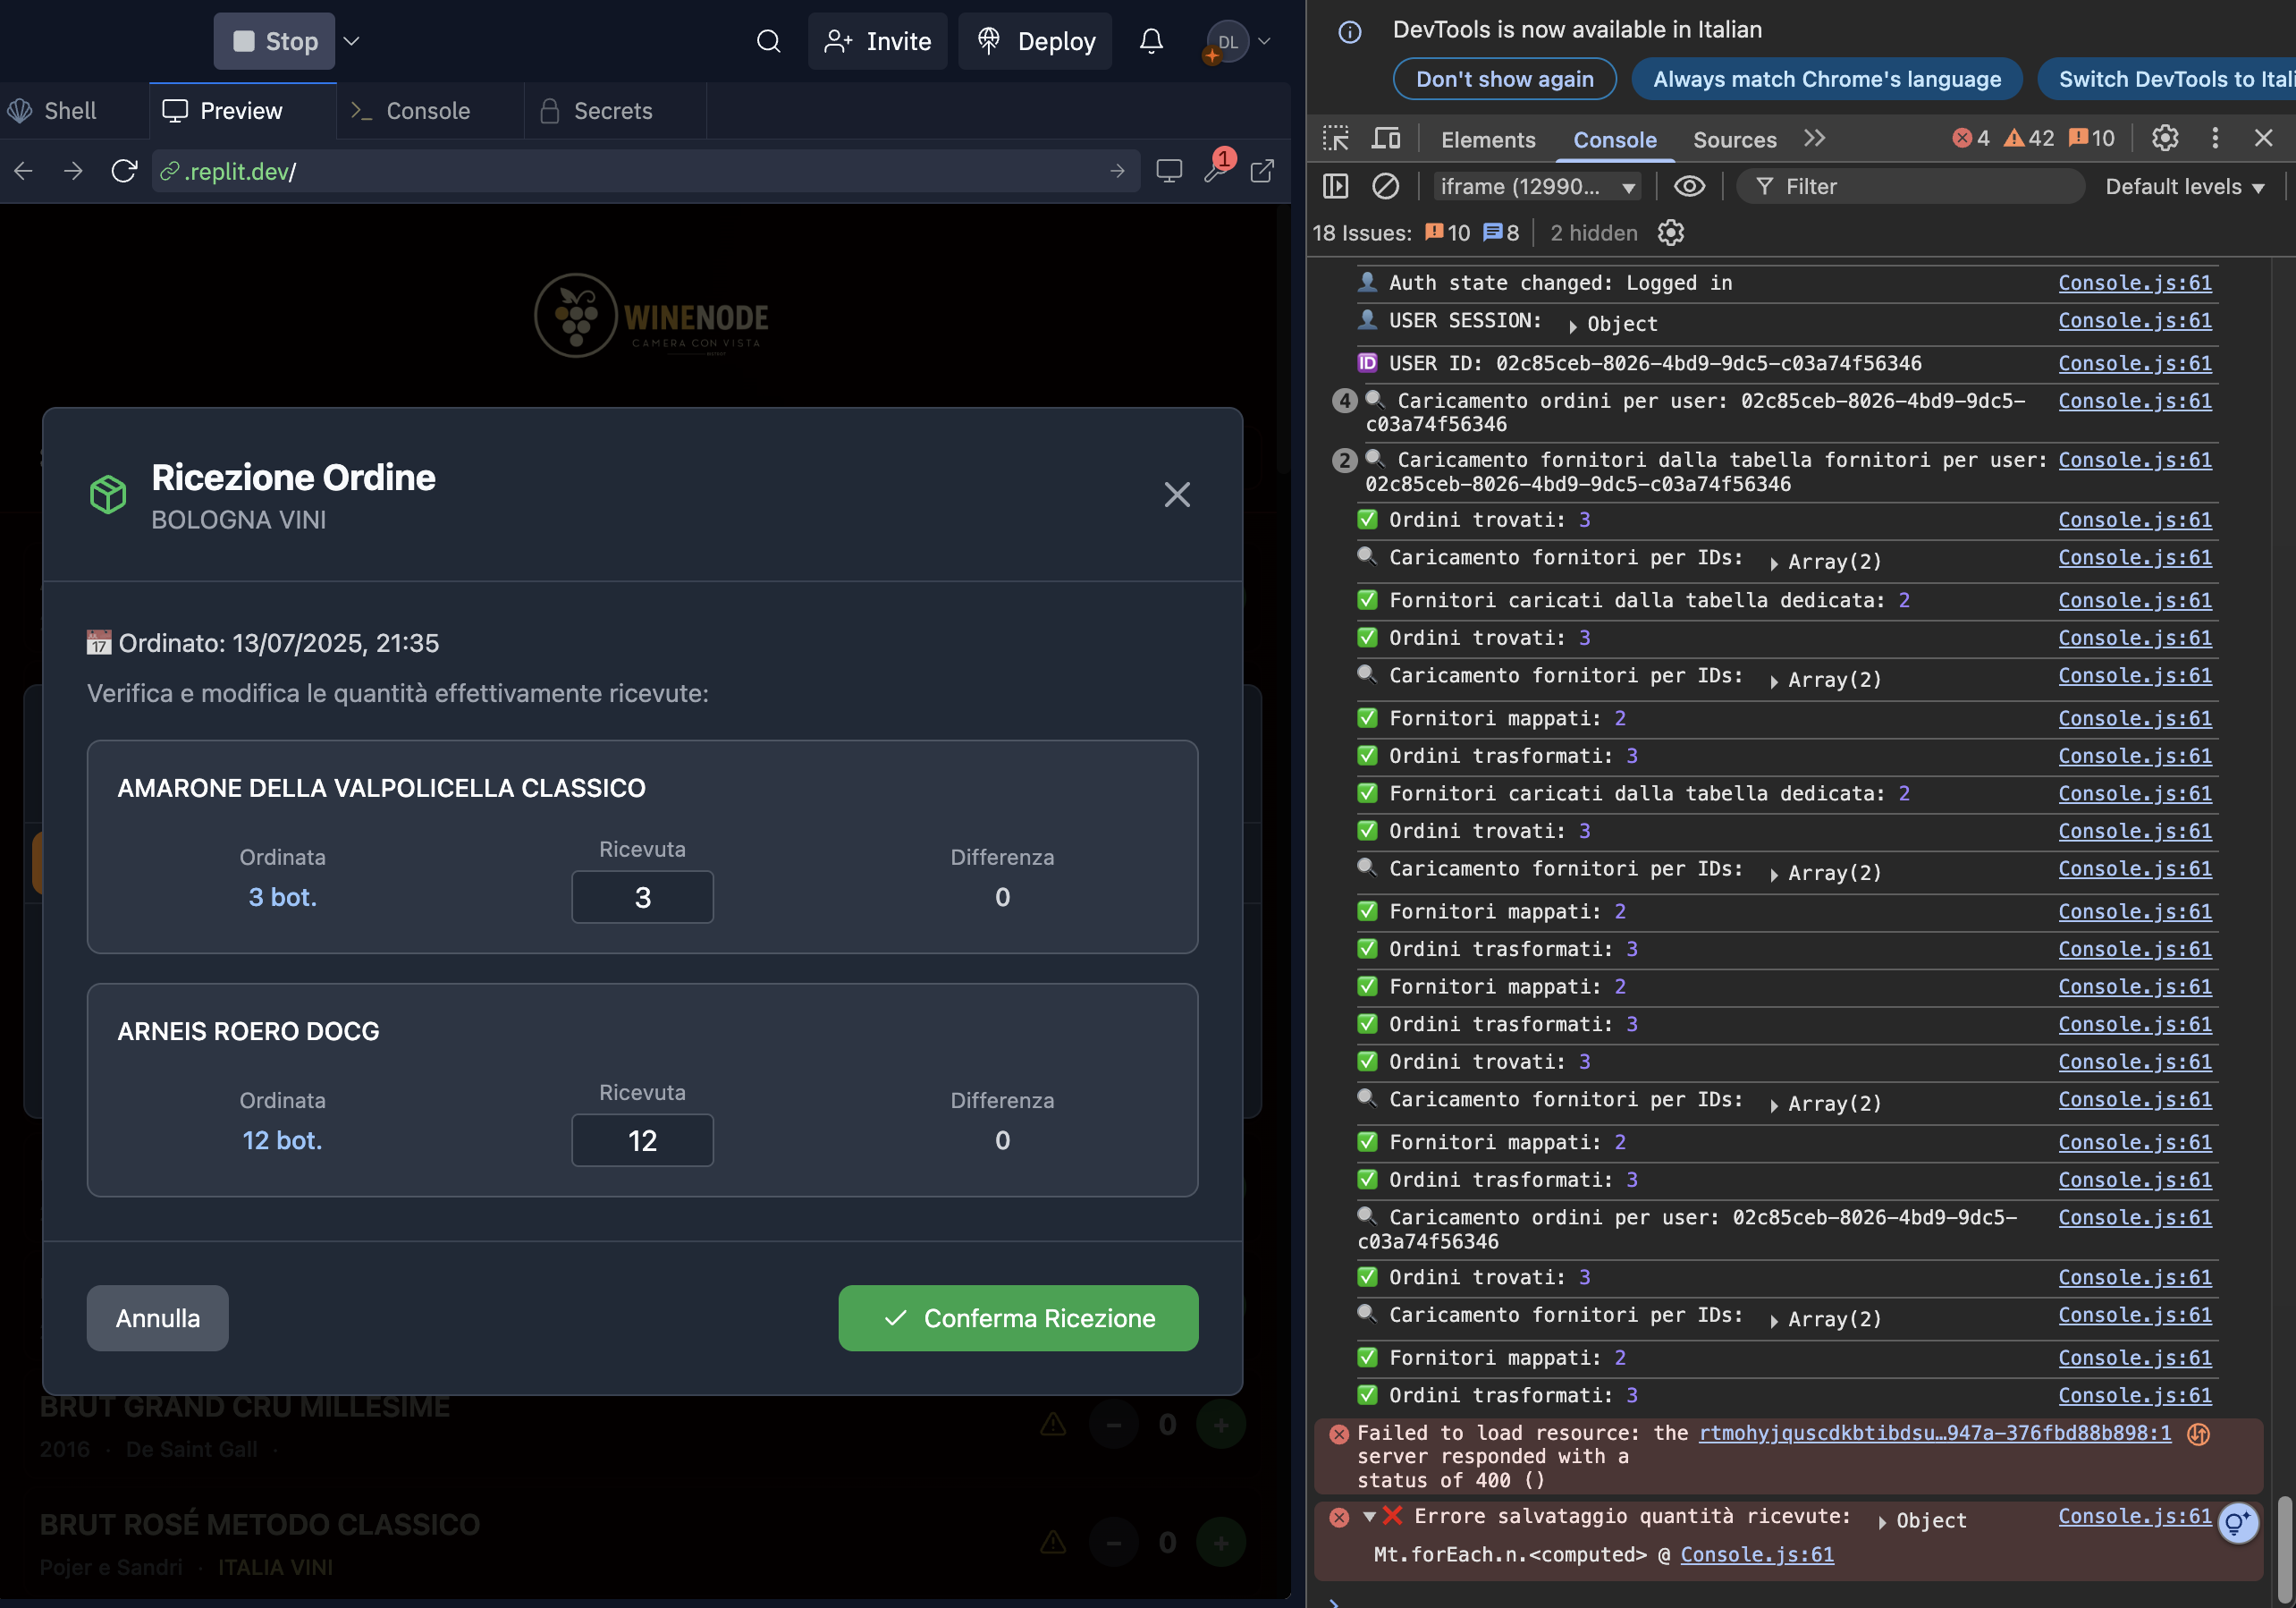 Stop
Invite
Deploy
DL
Shell
Preview
Console
Secrets
.replit.dev/
1
WINENODE
CAMERA CON VISTA
Ricezione Ordine
BOLOGNA VINI
17
Ordinato: 13/07/2025, 21:35
Verifica e modifica le quantità effettivamente ricevute:
AMARONE DELLA VALPOLICELLA CLASSICO
Ordinata Ricevuta Differenza
3 bot. 3 0
ARNEIS ROERO DOCG
Ordinata Ricevuta Differenza
12 bot. 12 0
Annulla
Conferma Ricezione
BRUT GRAND CRU MILLESIME
2016 · De Saint Gall ·
− 0 +
BRUT ROSÉ METODO CLASSICO
Pojer e Sandri · ITALIA VINI
− 0 +
DevTools is now available in Italian
Don't show again
Always match Chrome's language
Switch DevTools to Itali
Elements Console Sources 4 42 10
iframe (12990... Filter Default levels
18 Issues: 10 8 2 hidden
Auth state changed: Logged in Console.js:61
USER SESSION: Object Console.js:61
ID USER ID: 02c85ceb-8026-4bd9-9dc5-c03a74f56346 Console.js:61
4 Caricamento ordini per user: 02c85ceb-8026-4bd9-9dc5- Console.js:61
c03a74f56346
2 Caricamento fornitori dalla tabella fornitori per user: Console.js:61
02c85ceb-8026-4bd9-9dc5-c03a74f56346
Ordini trovati: 3 Console.js:61
Caricamento fornitori per IDs: Array(2) Console.js:61
Fornitori caricati dalla tabella dedicata: 2 Console.js:61
Ordini trovati: 3 Console.js:61
Caricamento fornitori per IDs: Array(2) Console.js:61
Fornitori mappati: 2 Console.js:61
Ordini trasformati: 3 Console.js:61
Fornitori caricati dalla tabella dedicata: 2 Console.js:61
Ordini trovati: 3 Console.js:61
Caricamento fornitori per IDs: Array(2) Console.js:61
Fornitori mappati: 2 Console.js:61
Ordini trasformati: 3 Console.js:61
Fornitori mappati: 2 Console.js:61
Ordini trasformati: 3 Console.js:61
Ordini trovati: 3 Console.js:61
Caricamento fornitori per IDs: Array(2) Console.js:61
Fornitori mappati: 2 Console.js:61
Ordini trasformati: 3 Console.js:61
Caricamento ordini per user: 02c85ceb-8026-4bd9-9dc5- Console.js:61
c03a74f56346
Ordini trovati: 3 Console.js:61
Caricamento fornitori per IDs: Array(2) Console.js:61
Fornitori mappati: 2 Console.js:61
Ordini trasformati: 3 Console.js:61
Failed to load resource: the rtmohyjquscdkbtibdsu…947a-376fbd88b898:1
server responded with a
status of 400 ()
Errore salvataggio quantità ricevute: Object Console.js:61
Mt.forEach.n.<computed> @ Console.js:61